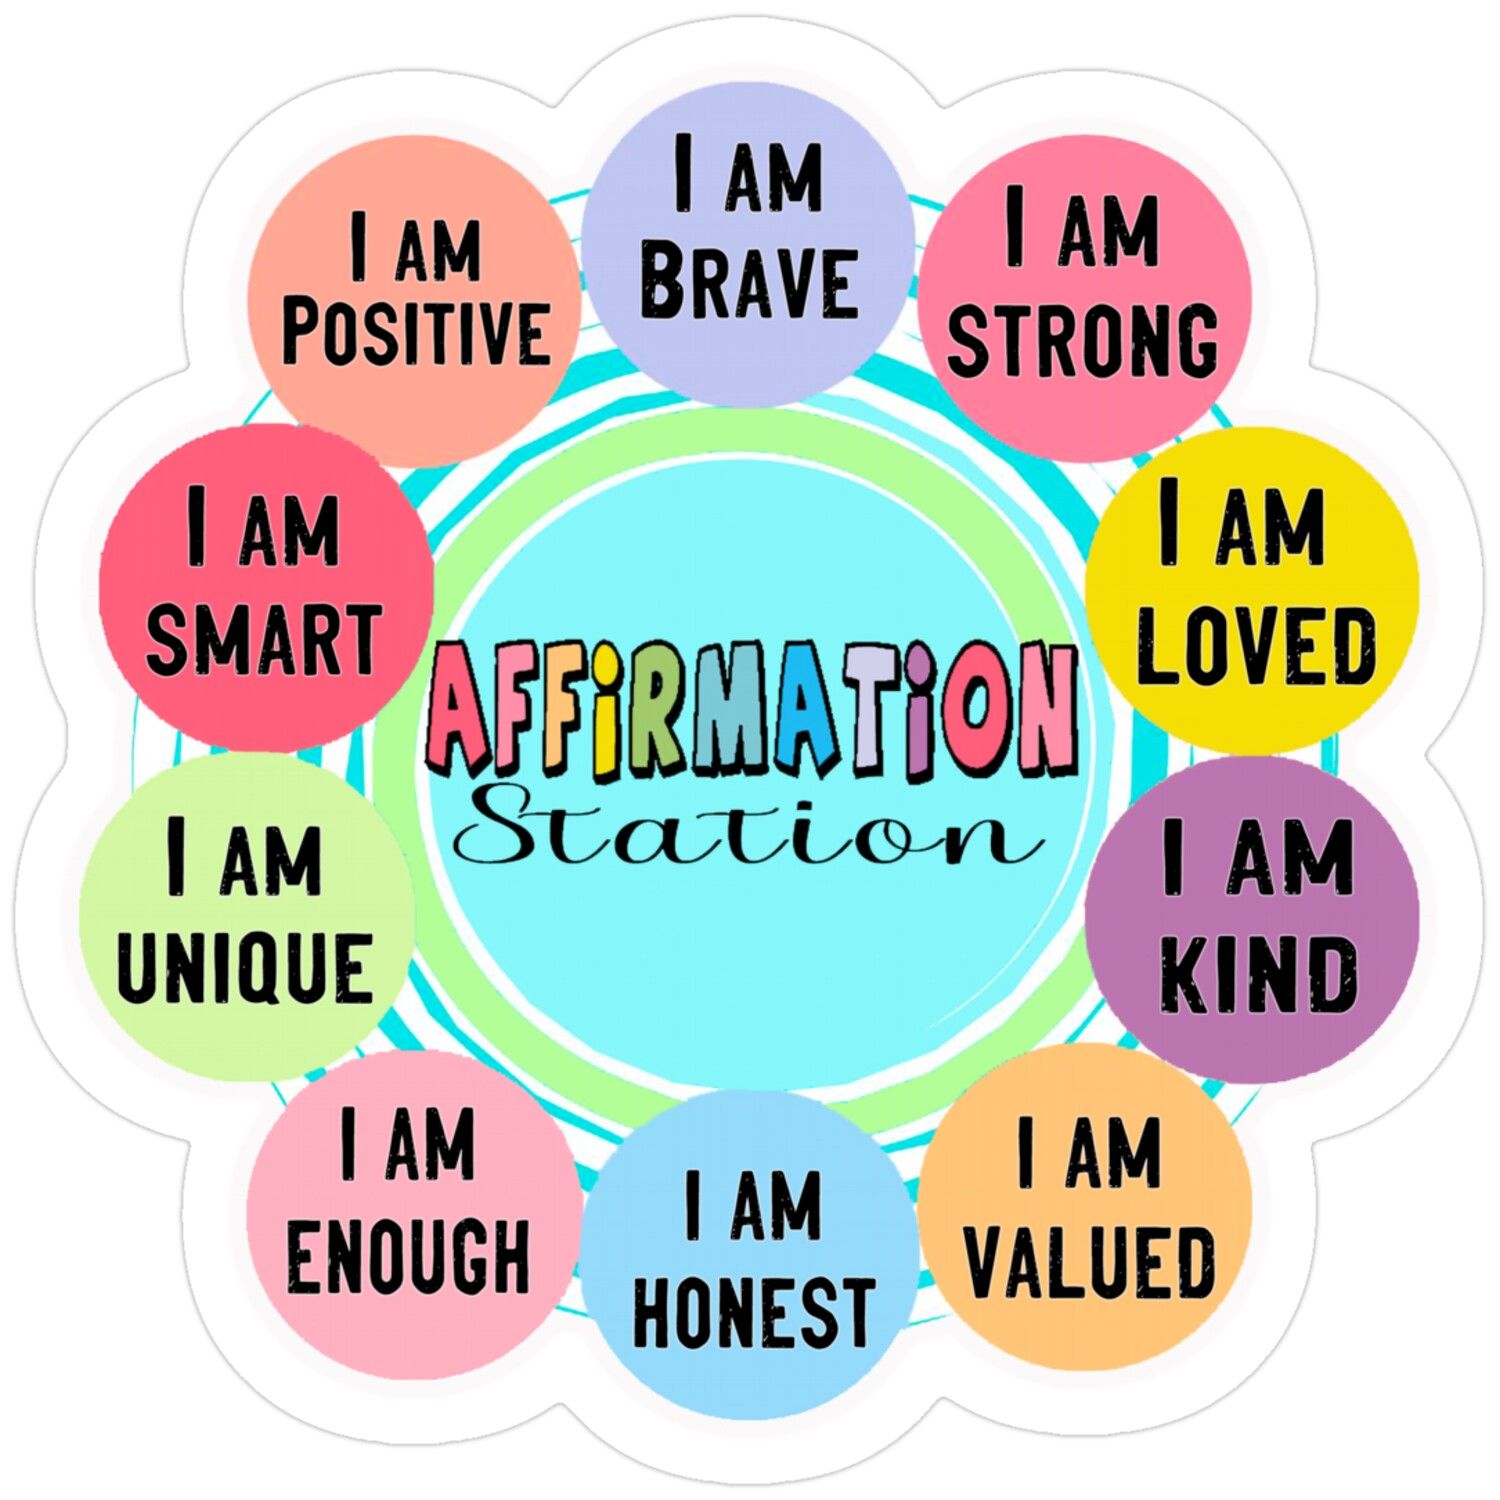 I AM
BRAVE
I AM
STRONG
I AM
LOVED
I AM
KIND
I AM
VALUED
I AM
HONEST
I AM
ENOUGH
I AM
UNIQUE
I AM
SMART
I AM
POSITIVE
AFFiRMATiON
Station